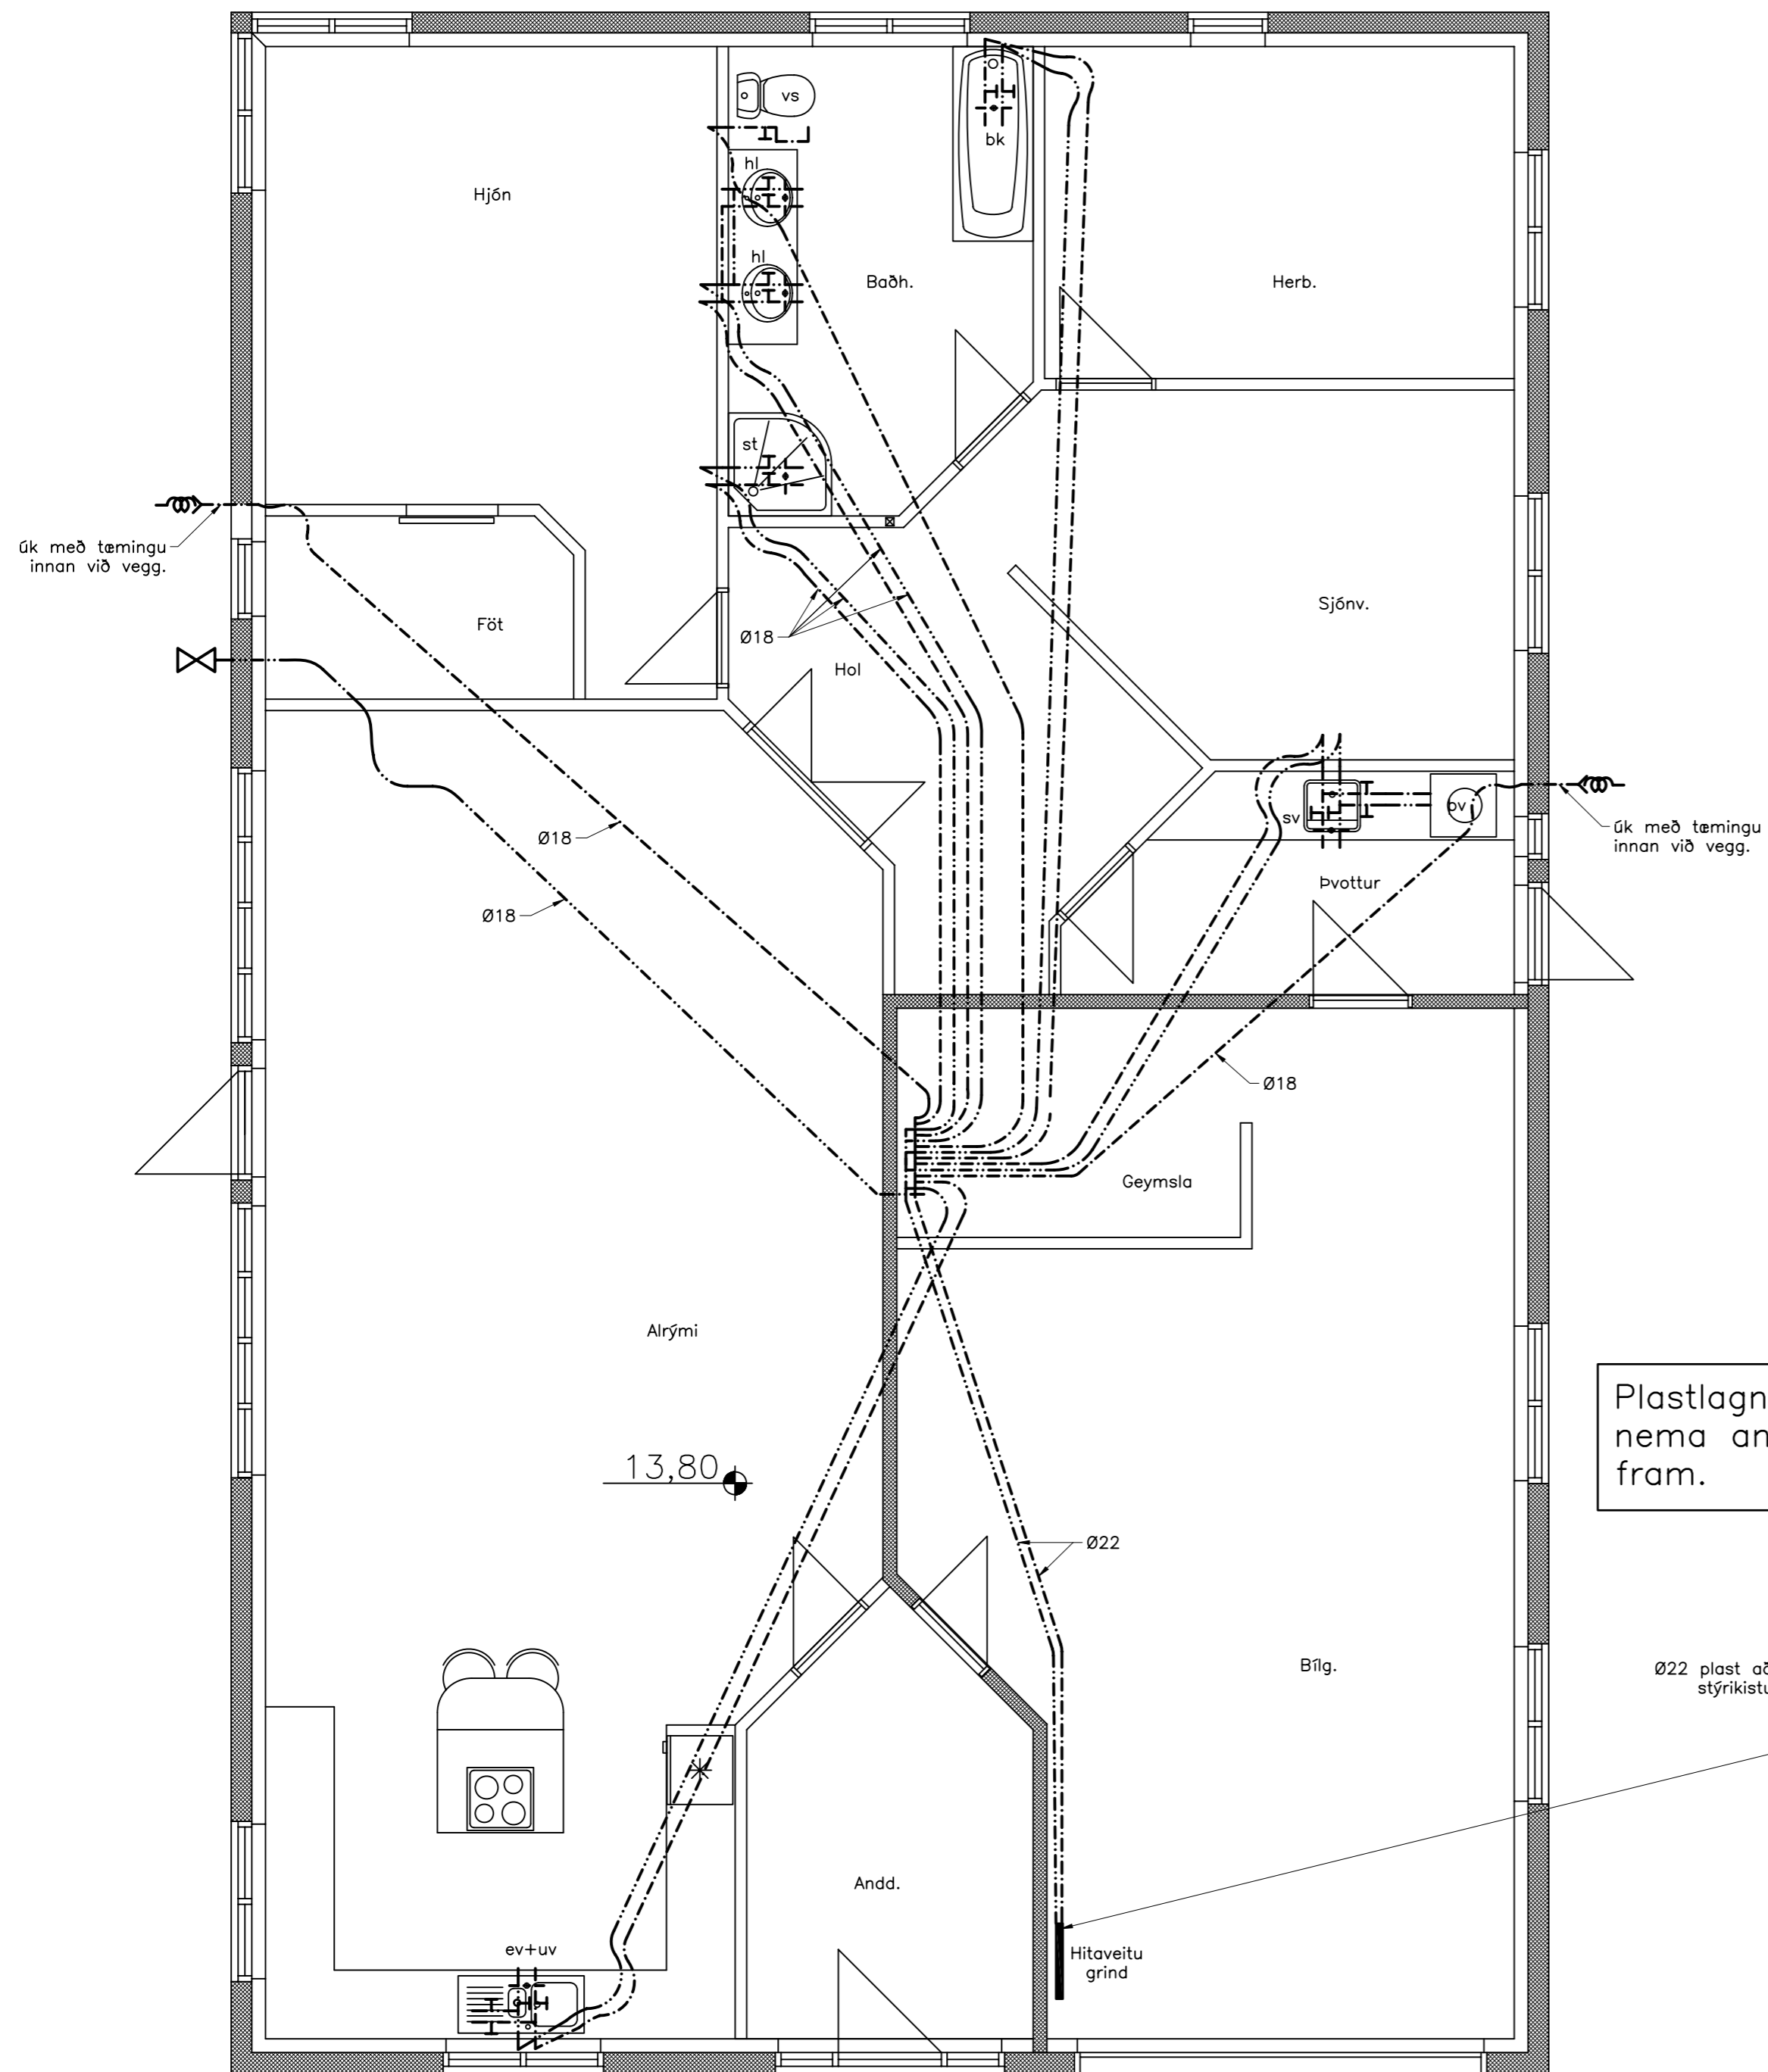 vs
bk
hl
Hjón
hl
Baðh.
Herb.
st
úk með tæmingu
innan við vegg.
Föt
Ø18
Sjónv.
Hol
sv
þv
úk með tæmingu
innan við vegg.
Ø18
Þvottur
Ø18
Ø18
Geymsla
Alrými
Plastlagn
nema an
fram.
13,80
Ø22
Bílg.
Ø22 plast að
stýrikistu
Andd.
ev+uv
Hitaveitu
grind